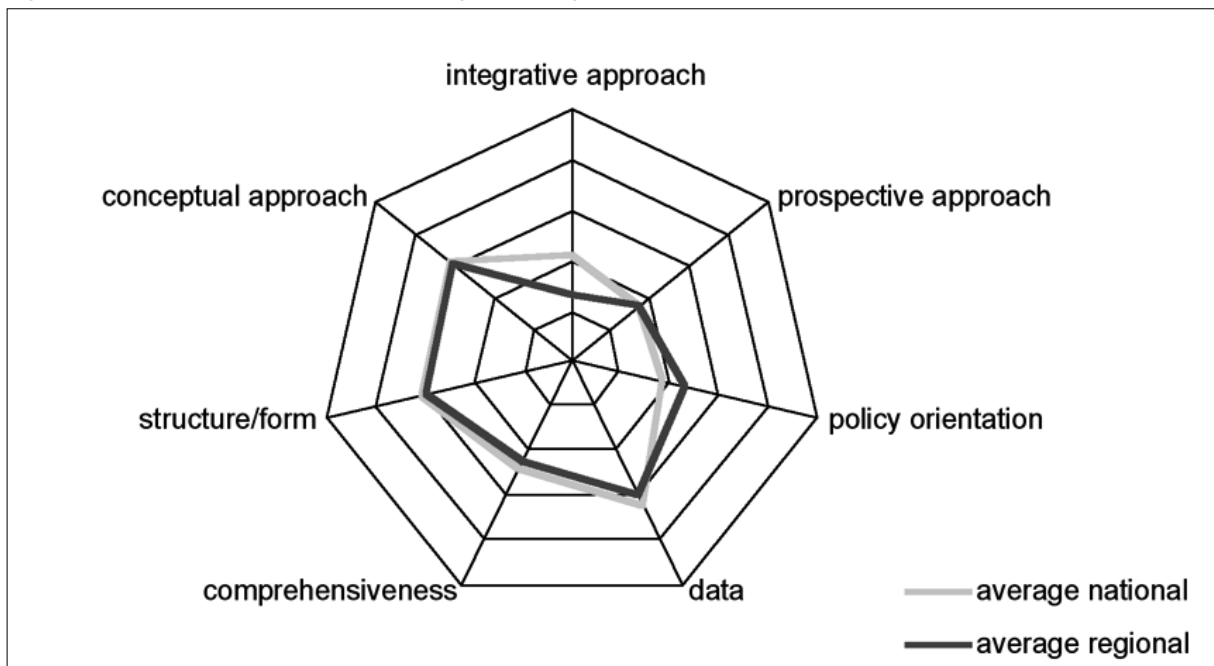 integrative approach
conceptual approach
prospective approach
structure/form
policy orientation
comprehensiveness
data
average national
average regional